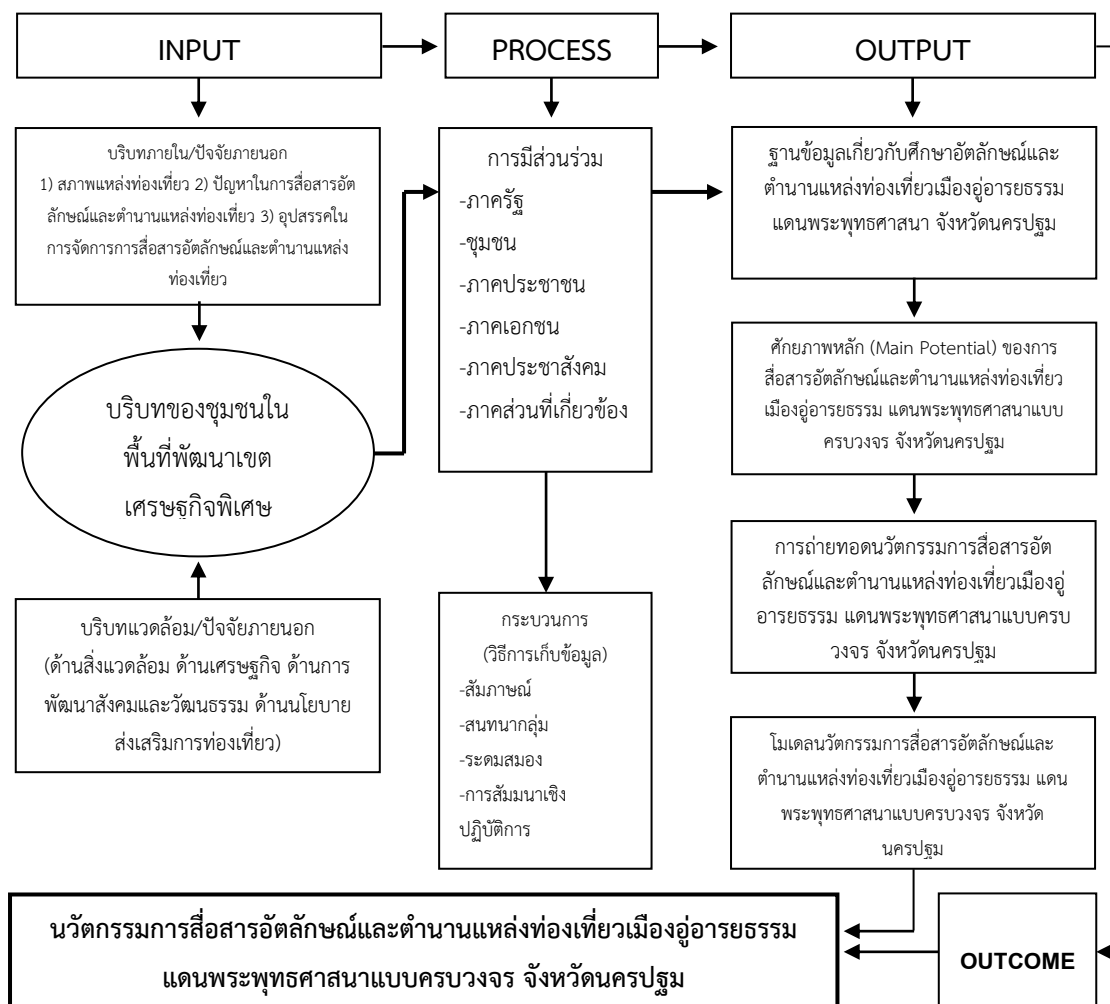 INPUT
PROCESS
OUTPUT
บริบทภายใน/ปัจจัยภายนอก
1) สภาพแหล่งท่องเที่ยว 2) ปัญหาในการสื่อสารอัต
ลักษณ์และตำนานแหล่งท่องเที่ยว 3) อุปสรรคใน
การจัดการการสื่อสารอัตลักษณ์และตำนานแหล่ง
ท่องเที่ยว
บริบทของชุมชนใน
พื้นที่พัฒนาเขต
เศรษฐกิจพิเศษ
บริบทแวดล้อม/ปัจจัยภายนอก
(ด้านสิ่งแวดล้อม ด้านเศรษฐกิจ ด้านการ
พัฒนาสังคมและวัฒนธรรม ด้านนโยบาย
ส่งเสริมการท่องเที่ยว)
การมีส่วนร่วม
-ภาครัฐ
-ชุมชน
-ภาคประชาชน
-ภาคเอกชน
-ภาคประชาสังคม
-ภาคส่วนที่เกี่ยวข้อง
กระบวนการ
(วิธีการเก็บข้อมูล)
-สัมภาษณ์
-สนทนากลุ่ม
-ระดมสมอง
-การสัมมนาเชิง
ปฏิบัติการ
ฐานข้อมูลเกี่ยวกับศึกษาอัตลักษณ์และ
ตำนานแหล่งท่องเที่ยวเมืองอู่อารยธรรม
แดนพระพุทธศาสนา จังหวัดนครปฐม
ศักยภาพหลัก (Main Potential) ของการ
สื่อสารอัตลักษณ์และตำนานแหล่งท่องเที่ยว
เมืองอู่อารยธรรม แดนพระพุทธศาสนาแบบ
ครบวงจร จังหวัดนครปฐม
การถ่ายทอดนวัตกรรมการสื่อสารอัต
ลักษณ์และตำนานแหล่งท่องเที่ยวเมืองอู่
อารยธรรม แดนพระพุทธศาสนาแบบครบ
วงจร จังหวัดนครปฐม
โมเดลนวัตกรรมการสื่อสารอัตลักษณ์และ
ตำนานแหล่งท่องเที่ยวเมืองอู่อารยธรรม แดน
พระพุทธศาสนาแบบครบวงจร จังหวัด
นครปฐม
นวัตกรรมการสื่อสารอัตลักษณ์และตำนานแหล่งท่องเที่ยวเมืองอู่อารยธรรม
แดนพระพุทธศาสนาแบบครบวงจร จังหวัดนครปฐม
OUTCOME